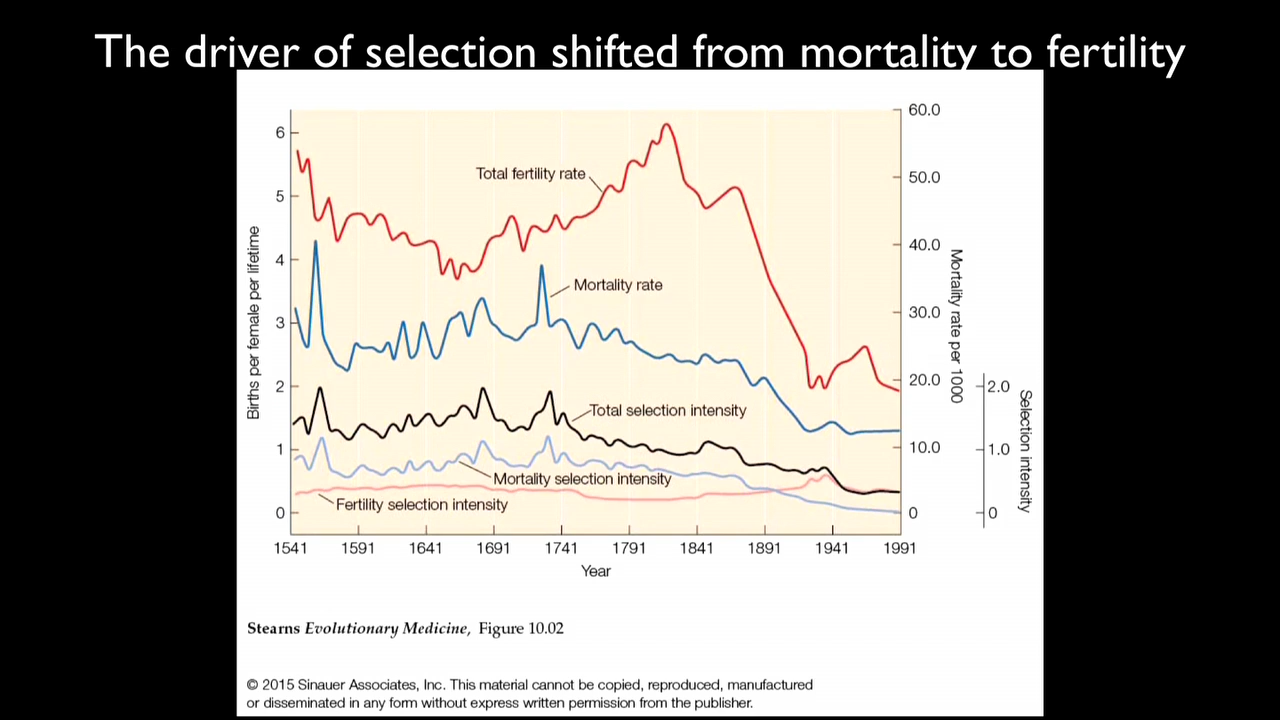 The driver of selection shifted from mortality to fertility
60.0
50.0
40.0
30.0
20.0
10.0
0
6
5
4
3
2
1
0
Births per female per lifetime
Mortality rate per 1000
2.0
1.0
0
Selection intensity
Total fertility rate
Mortality rate
Total selection intensity
Mortality selection intensity
Fertility selection intensity
1541 1591 1641 1691 1741 1791 1841 1891 1941 1991
Year
Stearns Evolutionary Medicine, Figure 10.02
© 2015 Sinauer Associates, Inc. This material cannot be copied, reproduced, manufactured
or disseminated in any form without express written permission from the publisher.